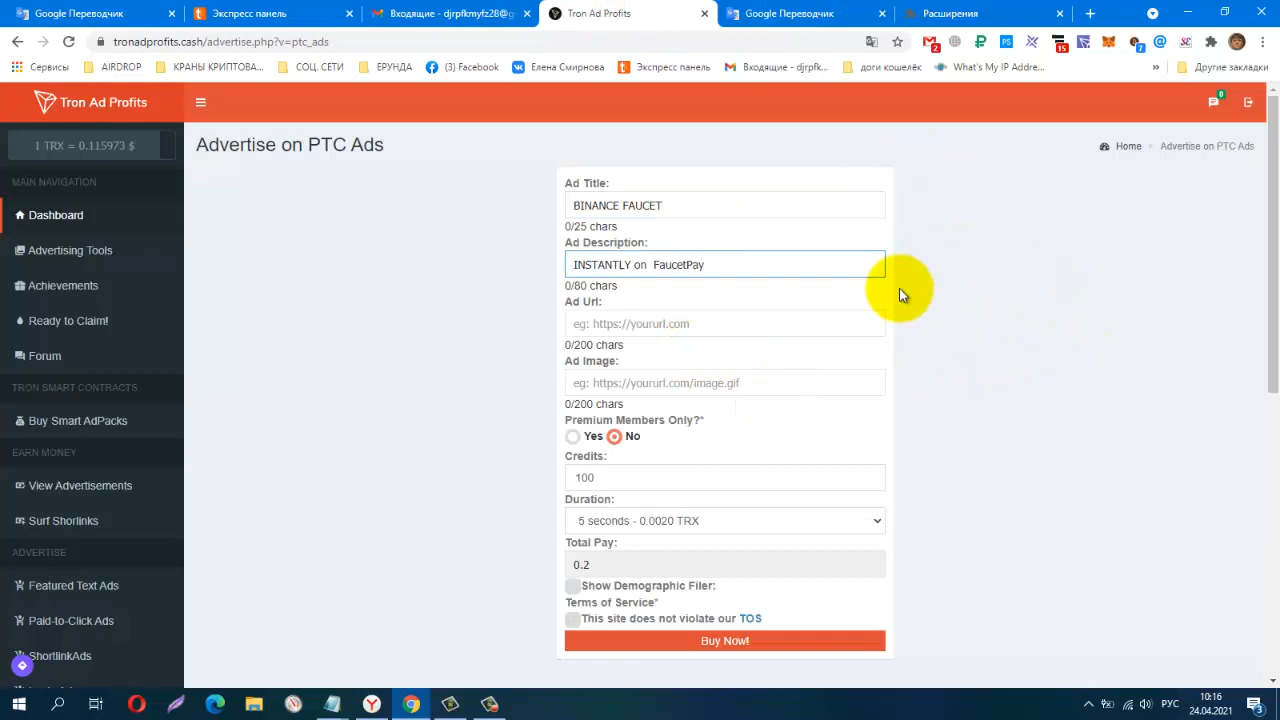 Google Переводчик
Экспресс панель
Входящие - djrpfkmyfz28@g
Tron Ad Profits
Google Переводчик
Расширения
tronadprofits.cash/advertise.php?v=ptc_ads
2
15
7
Сервисы
AIRDROP
КРАНЫ КРИПТОВА...
СОЦ. СЕТИ
ЕРУНДА
(3) Facebook
Елена Смирнова
Экспресс панель
Входящие - djrpfk...
доги кошелёк
What's My IP Addre...
»
Другие закладки
Tron Ad Profits
0
1 TRX = 0.115973 $
Advertise on PTC Ads
Home
Advertise on PTC Ads
MAIN NAVIGATION
Dashboard
Advertising Tools
Achievements
Ready to Claim!
Forum
TRON SMART CONTRACTS
Buy Smart AdPacks
EARN MONEY
View Advertisements
Surf Shorlinks
ADVERTISE
Featured Text Ads
Paid-to-Click Ads
ShortlinkAds
Ad Title:
BINANCE FAUCET
0/25 chars
Ad Description:
INSTANTLY on  FaucetPay
0/80 chars
Ad Url:
eg: https://yoururl.com
0/200 chars
Ad Image:
eg: https://yoururl.com/image.gif
0/200 chars
Premium Members Only?*
Yes No
Credits:
100
Duration:
5 seconds - 0.0020 TRX
Total Pay:
0.2
Show Demographic Filer:
Terms of Service*
This site does not violate our TOS
Buy Now!
РУС
10:16
24.04.2021
3